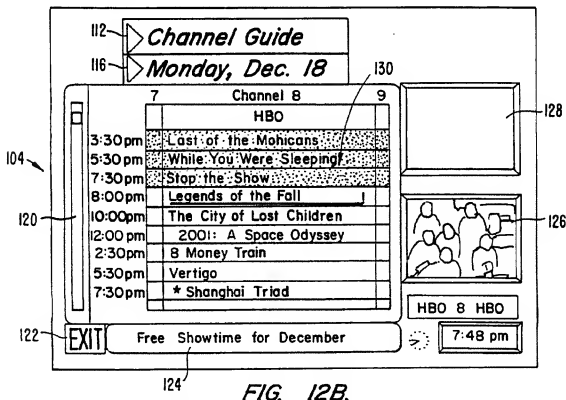 112
Channel Guide
116
Monday, Dec. 18
130
7 Channel 8 9
HBO
128
3:30pm Last of the Mohicans
5:30pm While You Were Sleeping
104
7:30pm Stop the Show
8:00pm Legends of the Fall
120
10:00pm The City of Lost Children
126
12:00 pm 2001: A Space Odyssey
2:30pm 8 Money Train
5:30pm Vertigo
7:30pm * Shanghai Triad
HBO 8 HBO
122
EXIT Free Showtime for December
7:48 pm
124
FIG. 12B.